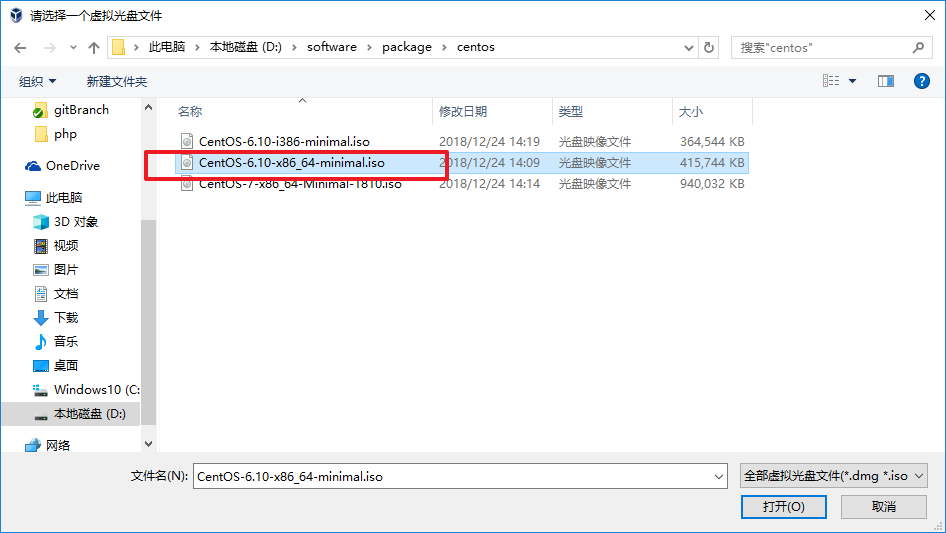 请选择一个虚拟光盘文件
此电脑 本地磁盘 (D:) software package centos
搜索"centos"
组织 新建文件夹
gitBranch
php
OneDrive
此电脑
3D 对象
视频
图片
文档
下载
音乐
桌面
Windows10 (C:
本地磁盘 (D:)
网络
名称 修改日期 类型 大小
CentOS-6.10-i386-minimal.iso 2018/12/24 14:19 光盘映像文件 364,544 KB
CentOS-6.10-x86_64-minimal.iso 2018/12/24 14:09 光盘映像文件 415,744 KB
CentOS-7-x86_64-Minimal-1810.iso 2018/12/24 14:14 光盘映像文件 940,032 KB
文件名(N): CentOS-6.10-x86_64-minimal.iso 全部虚拟光盘文件(*.dmg *.iso
打开(O) 取消